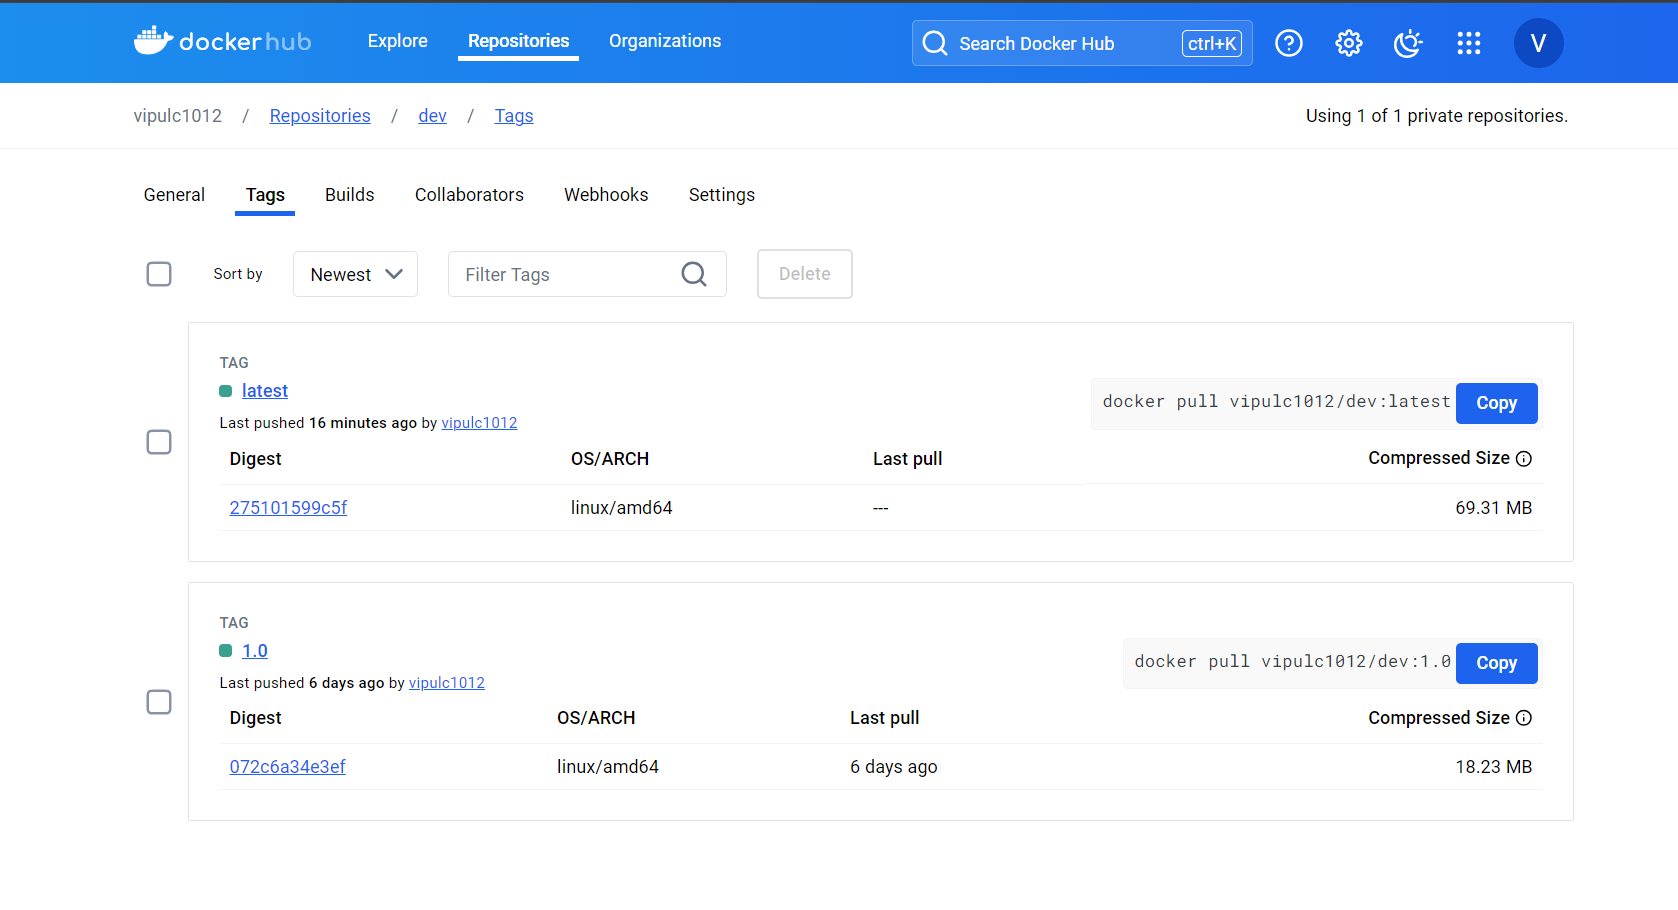 dockerhub Explore Repositories Organizations Search Docker Hub ctrl+K V
vipulc1012 / Repositories / dev / Tags Using 1 of 1 private repositories.
General Tags Builds Collaborators Webhooks Settings
Sort by Newest Filter Tags Delete
TAG
latest
docker pull vipulc1012/dev:latest Copy
Last pushed 16 minutes ago by vipulc1012
Digest OS/ARCH Last pull Compressed Size
275101599c5f linux/amd64 --- 69.31 MB
TAG
1.0
docker pull vipulc1012/dev:1.0 Copy
Last pushed 6 days ago by vipulc1012
Digest OS/ARCH Last pull Compressed Size
072c6a34e3ef linux/amd64 6 days ago 18.23 MB